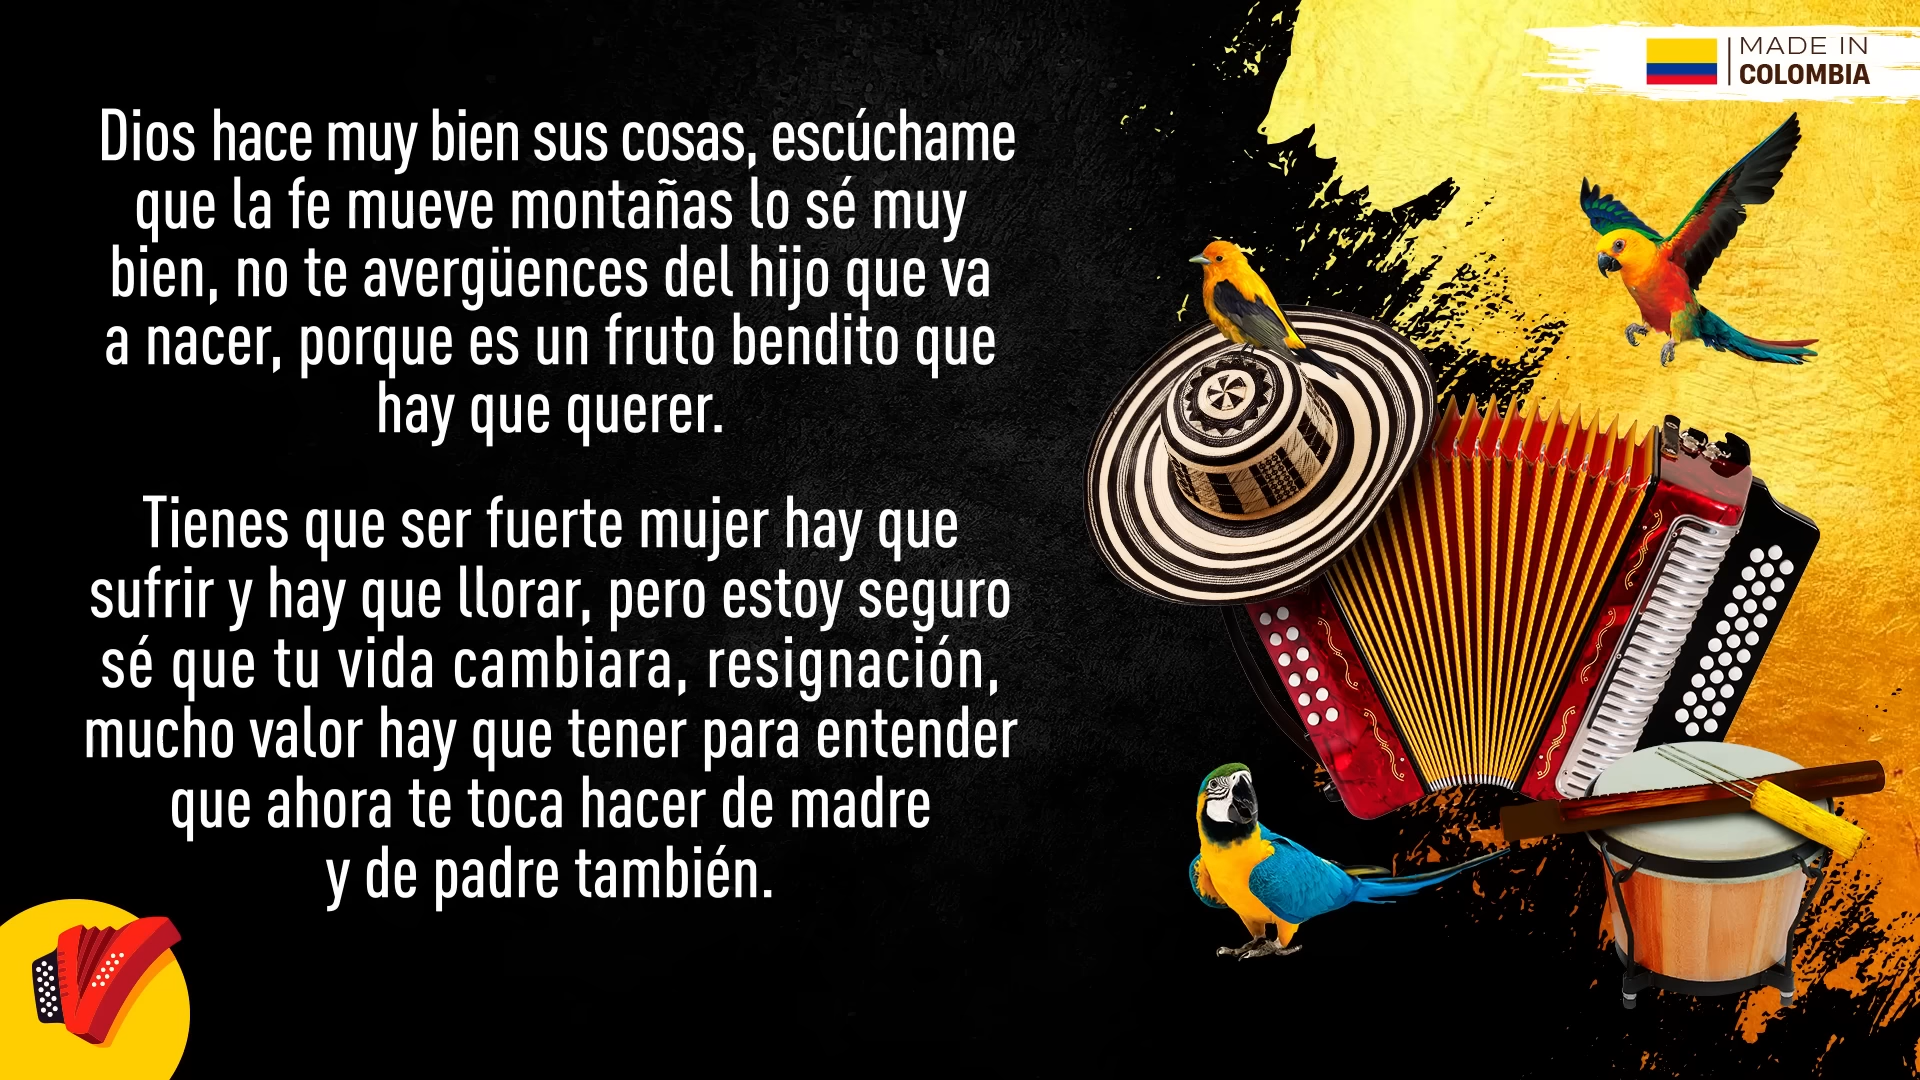 MADE IN
COLOMBIA
Dios hace muy bien sus cosas, escúchame
que la fe mueve montañas lo sé muy
bien, no te avergüences del hijo que va
a nacer, porque es un fruto bendito que
hay que querer.
Tienes que ser fuerte mujer hay que
sufrir y hay que llorar, pero estoy seguro
sé que tu vida cambiara, resignación,
mucho valor hay que tener para entender
que ahora te toca hacer de madre
y de padre también.